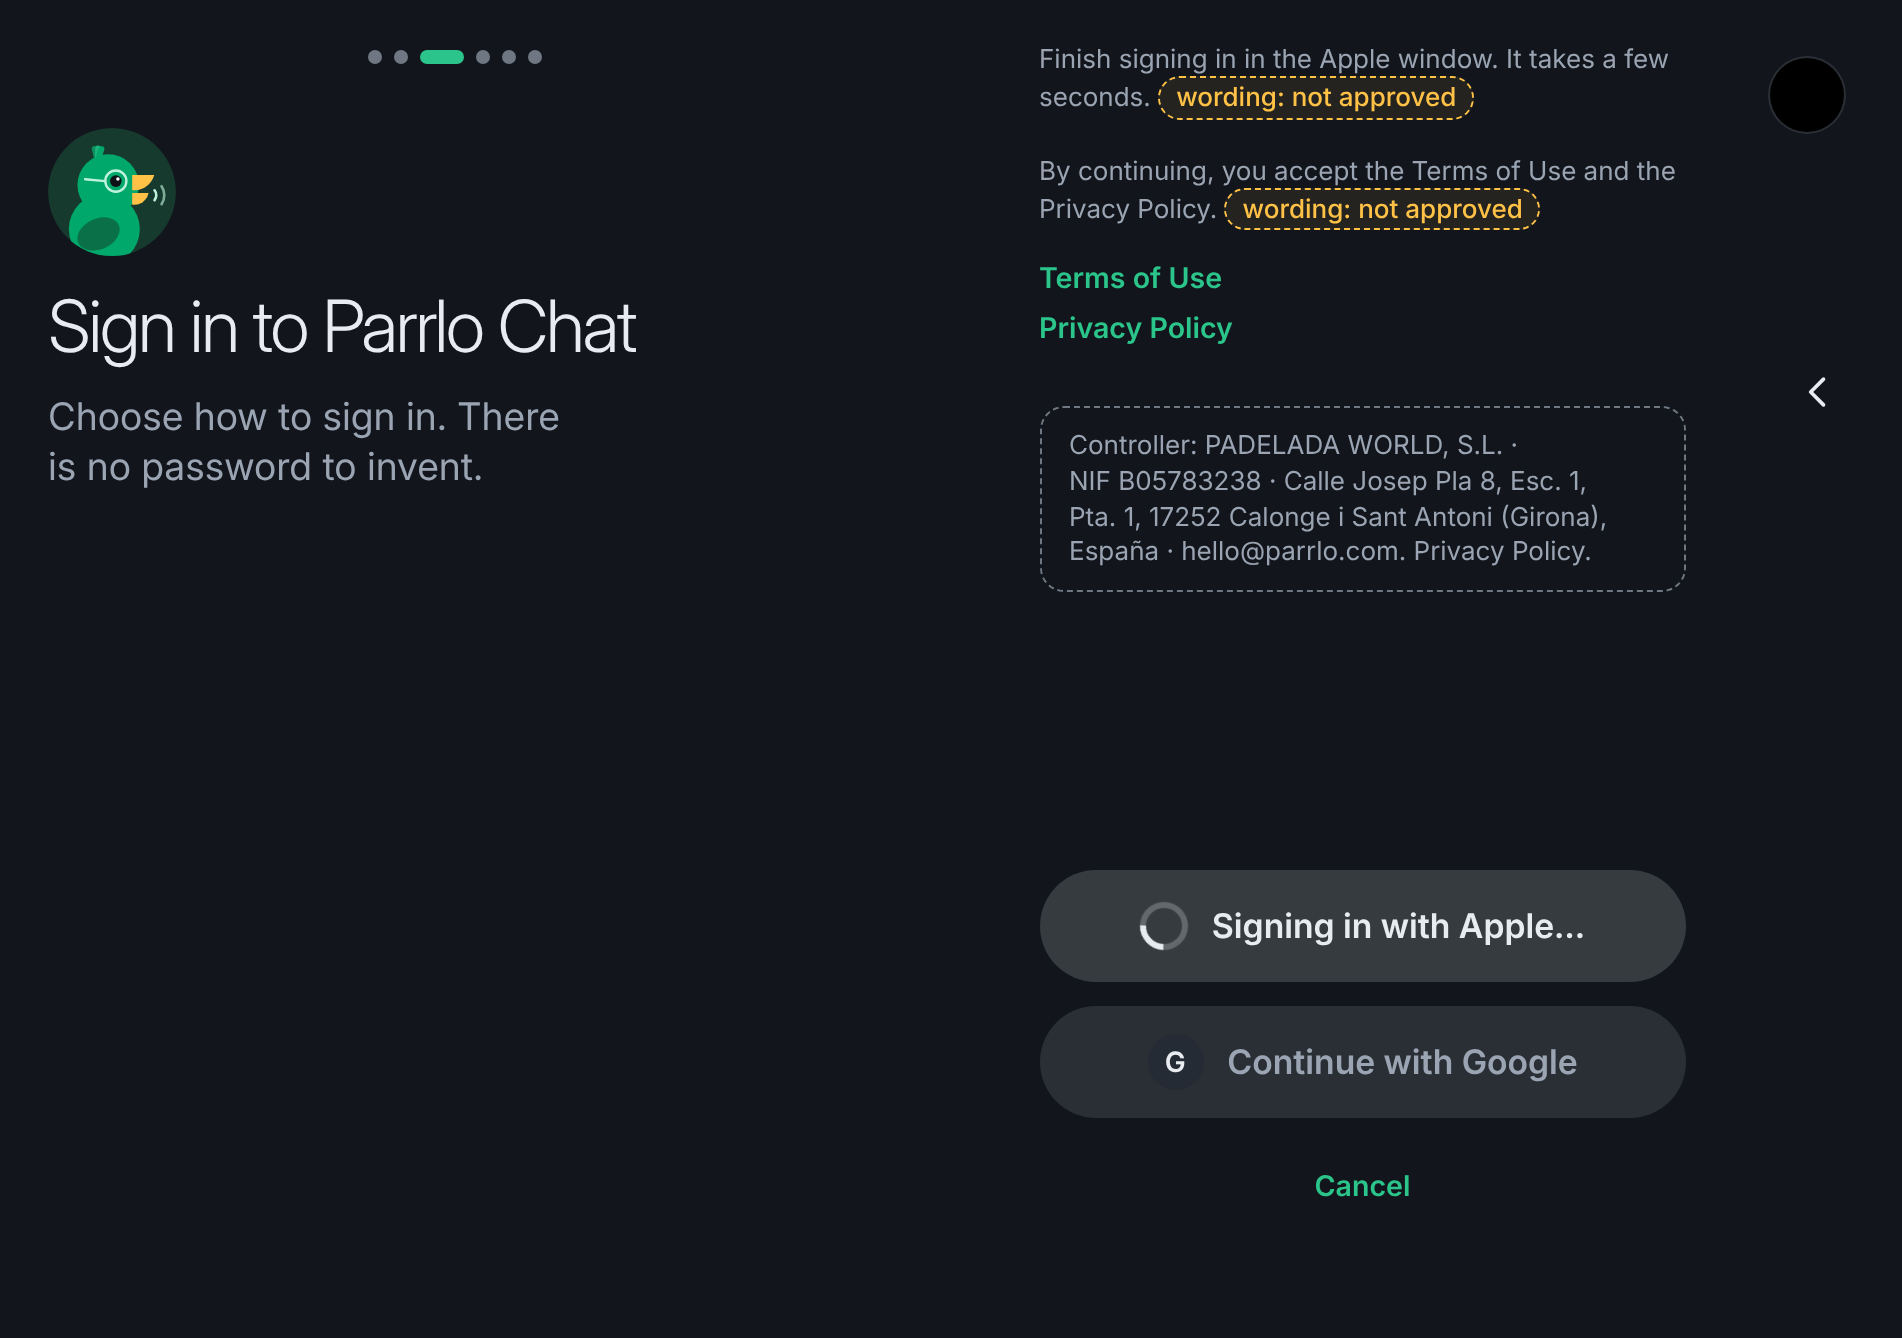 Sign in to Parrlo Chat
Choose how to sign in. There
is no password to invent.
Finish signing in in the Apple window. It takes a few
seconds. wording: not approved
By continuing, you accept the Terms of Use and the
Privacy Policy. wording: not approved
Terms of Use
Privacy Policy
Controller: PADELADA WORLD, S.L. ·
NIF B05783238 · Calle Josep Pla 8, Esc. 1,
Pta. 1, 17252 Calonge i Sant Antoni (Girona),
España · hello@parrlo.com. Privacy Policy.
Signing in with Apple...
G Continue with Google
Cancel